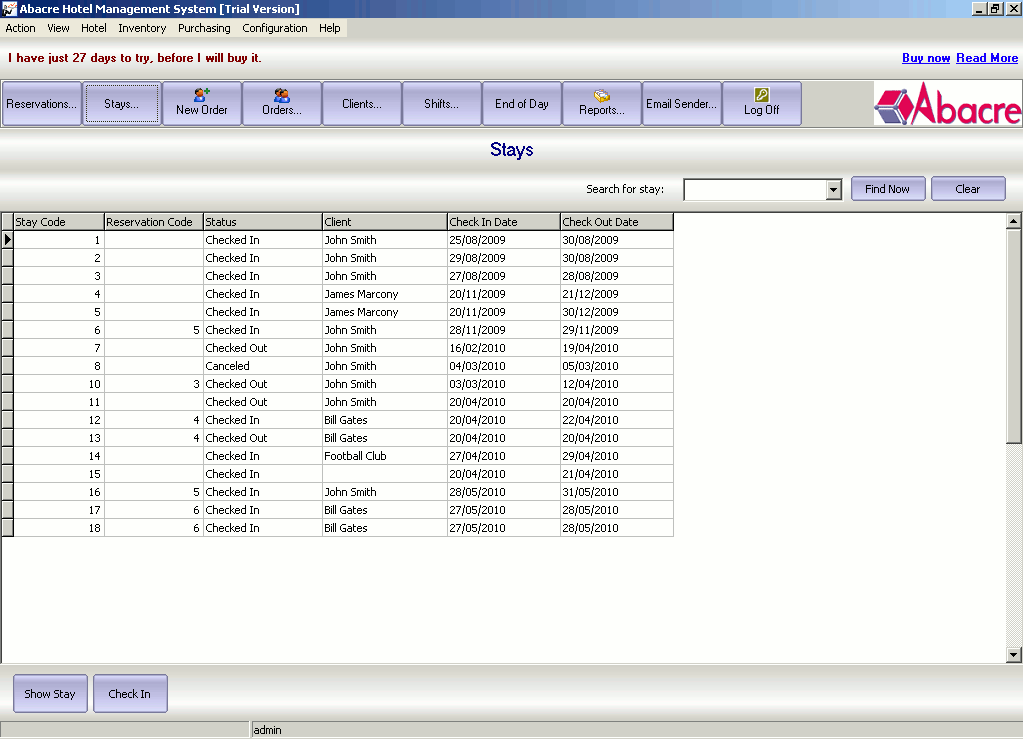 Abacre Hotel Management System [Trial Version]
Action View Hotel Inventory Purchasing Configuration Help
I have just 27 days to try, before I will buy it. Buy now Read More
Reservations... Stays... New Order Orders... Clients... Shifts... End of Day Reports... Email Sender... Log Off Abacre
Stays
Search for stay: Find Now Clear
Stay Code Reservation Code Status Client Check In Date Check Out Date
1 Checked In John Smith 25/08/2009 30/08/2009
2 Checked In John Smith 29/08/2009 30/08/2009
3 Checked In John Smith 27/08/2009 28/08/2009
4 Checked In James Marcony 20/11/2009 21/12/2009
5 Checked In James Marcony 20/11/2009 30/12/2009
6 5 Checked In John Smith 28/11/2009 29/11/2009
7 Checked Out John Smith 16/02/2010 19/04/2010
8 Canceled John Smith 04/03/2010 05/03/2010
10 3 Checked Out John Smith 03/03/2010 12/04/2010
11 Checked Out John Smith 20/04/2010 20/04/2010
12 4 Checked In Bill Gates 20/04/2010 22/04/2010
13 4 Checked Out Bill Gates 20/04/2010 20/04/2010
14 Checked In Football Club 27/04/2010 29/04/2010
15 Checked In 20/04/2010 21/04/2010
16 5 Checked In John Smith 28/05/2010 31/05/2010
17 6 Checked In Bill Gates 27/05/2010 28/05/2010
18 6 Checked In Bill Gates 27/05/2010 28/05/2010
Show Stay Check In
admin